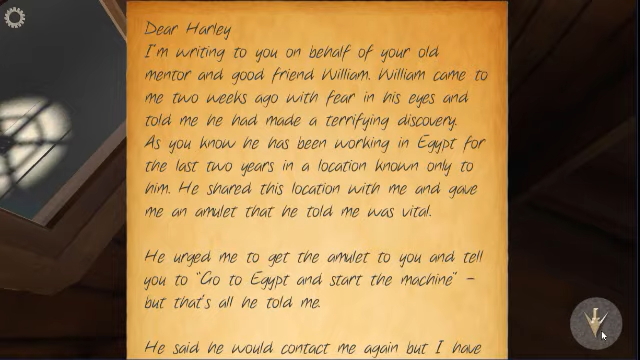 Dear Harley
I'm writing to you on behalf of your old
mentor and good friend William. William came to
me two weeks ago with fear in his eyes and
told me he had made a terrifying discovery.
As you know he has been working in Egypt for
the last two years in a location known only to
him. He shared this location with me and gave
me an amulet that he told me was vital.
He urged me to get the amulet to you and tell
you to "Go to Egypt and start the machine" -
but that's all he told me.
He said he would contact me again but I have